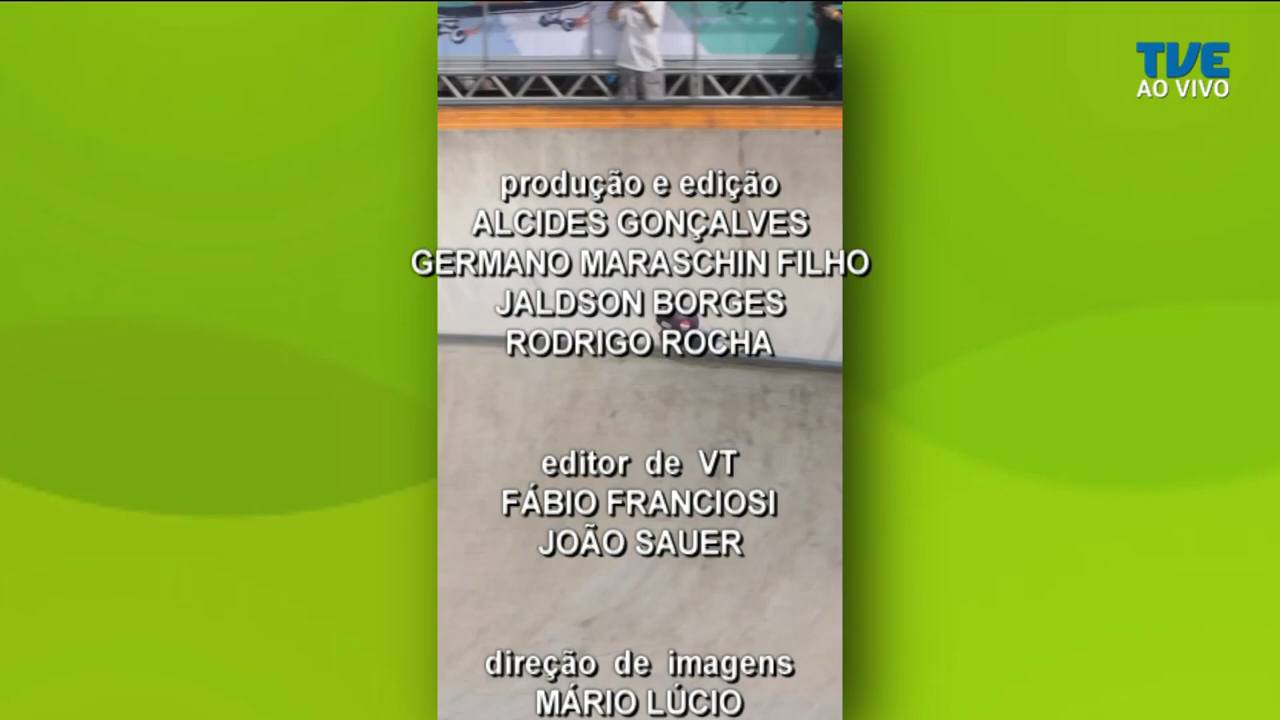 TVE
AO VIVO
produção e edição
ALCIDES GONÇALVES
GERMANO MARASCHIN FILHO
JALDSON BORGES
RODRIGO ROCHA
editor de VT
FÁBIO FRANCIOSI
JOÃO SAUER
direção de imagens
MÁRIO LÚCIO